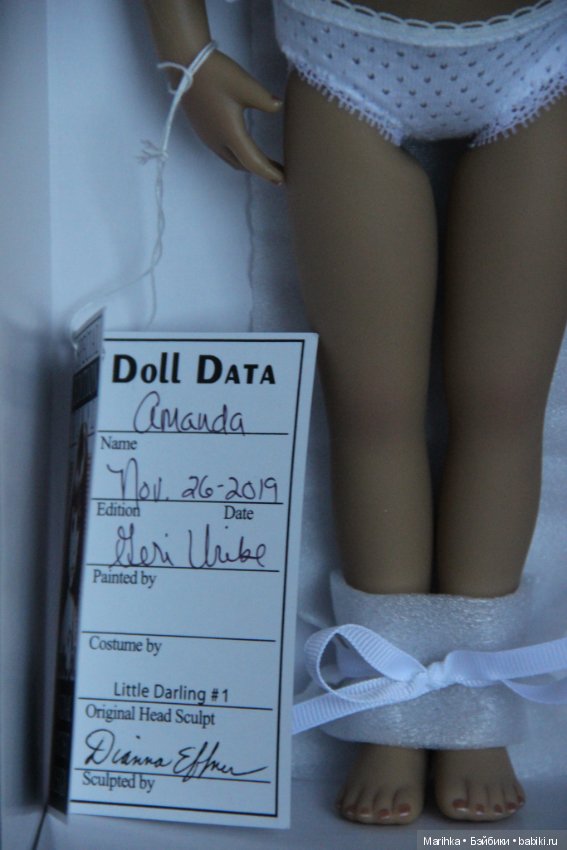 DOLL DATA
Amanda
Name
Nov. 26-2019
Edition Date
Geri Uribe
Painted by
Costume by
Little Darling #1
Original Head Sculpt
Dianna Effner
Sculpted by
Marihka • Бэйбики • babiki.ru